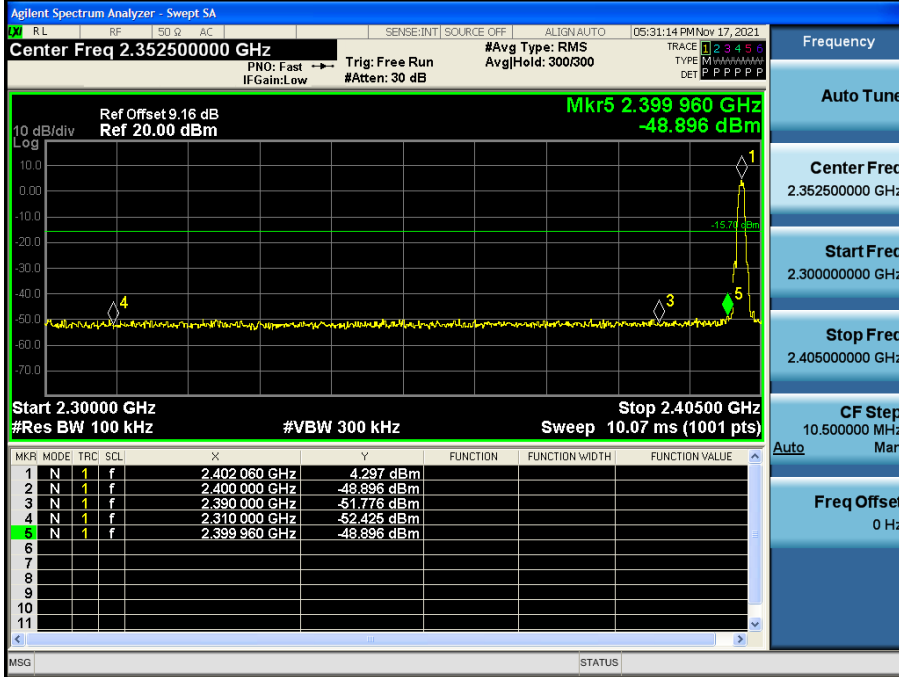 Agilent Spectrum Analyzer - Swept SA
LXI RL RF 50 Ω AC SENSE:INT SOURCE OFF ALIGN AUTO 05:31:14 PM Nov 17, 2021
Center Freq 2.352500000 GHz #Avg Type: RMS TRACE 1 2 3 4 5 6
PNO: Fast Trig: Free Run Avg|Hold: 300/300 TYPE M
IFGain:Low #Atten: 30 dB DET P P P P P P
Mkr5 2.399 960 GHz
-48.896 dBm
Ref Offset 9.16 dB
10 dB/div Ref 20.00 dBm
Log
10.0
0.00
-10.0
-20.0
-30.0
-40.0
-50.0
-60.0
-70.0
1
-15.70 dBm
4
3
5
Start 2.30000 GHz Stop 2.40500 GHz
#Res BW 100 kHz #VBW 300 kHz Sweep 10.07 ms (1001 pts)
MKR MODE TRC SCL X Y FUNCTION FUNCTION WIDTH FUNCTION VALUE
1 N 1 f 2.402 060 GHz 4.297 dBm
2 N 1 f 2.400 000 GHz -48.896 dBm
3 N 1 f 2.390 000 GHz -51.776 dBm
4 N 1 f 2.310 000 GHz -52.425 dBm
5 N 1 f 2.399 960 GHz -48.896 dBm
6
7
8
9
10
11
MSG STATUS
Frequency
Auto Tune
Center Freq
2.352500000 GHz
Start Freq
2.300000000 GHz
Stop Freq
2.405000000 GHz
CF Step
10.500000 MHz
Auto Man
Freq Offset
0 Hz